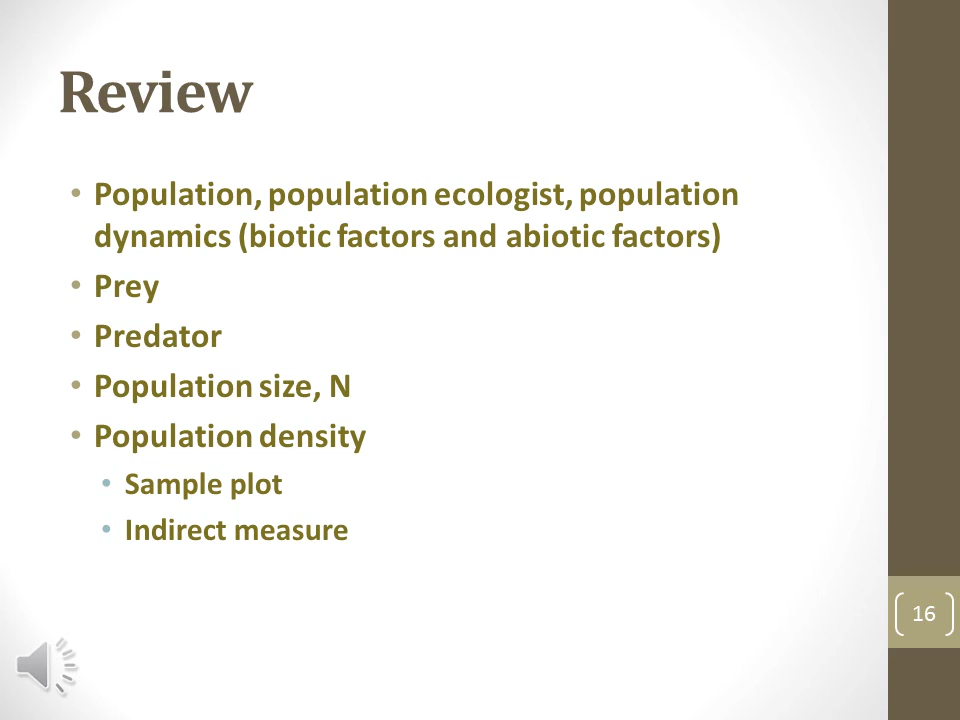 Review
• Population, population ecologist, population
dynamics (biotic factors and abiotic factors)
• Prey
• Predator
• Population size, N
• Population density
• Sample plot
• Indirect measure
16